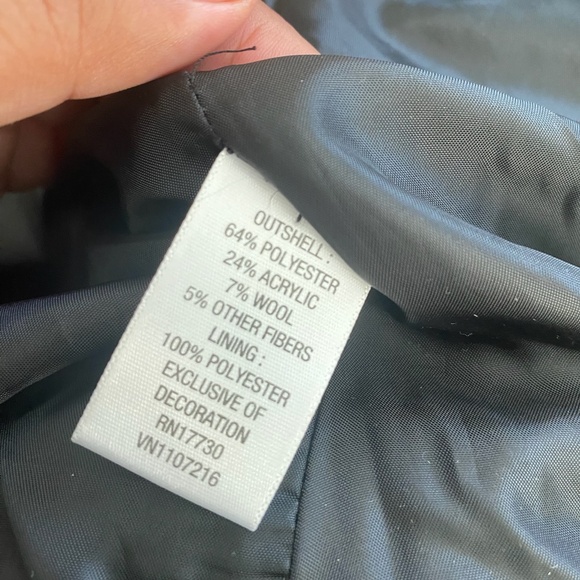 OUTSHELL :
64% POLYESTER
24% ACRYLIC
7% WOOL
5% OTHER FIBERS
LINING :
100% POLYESTER
EXCLUSIVE OF
DECORATION
RN17730
VN1107216